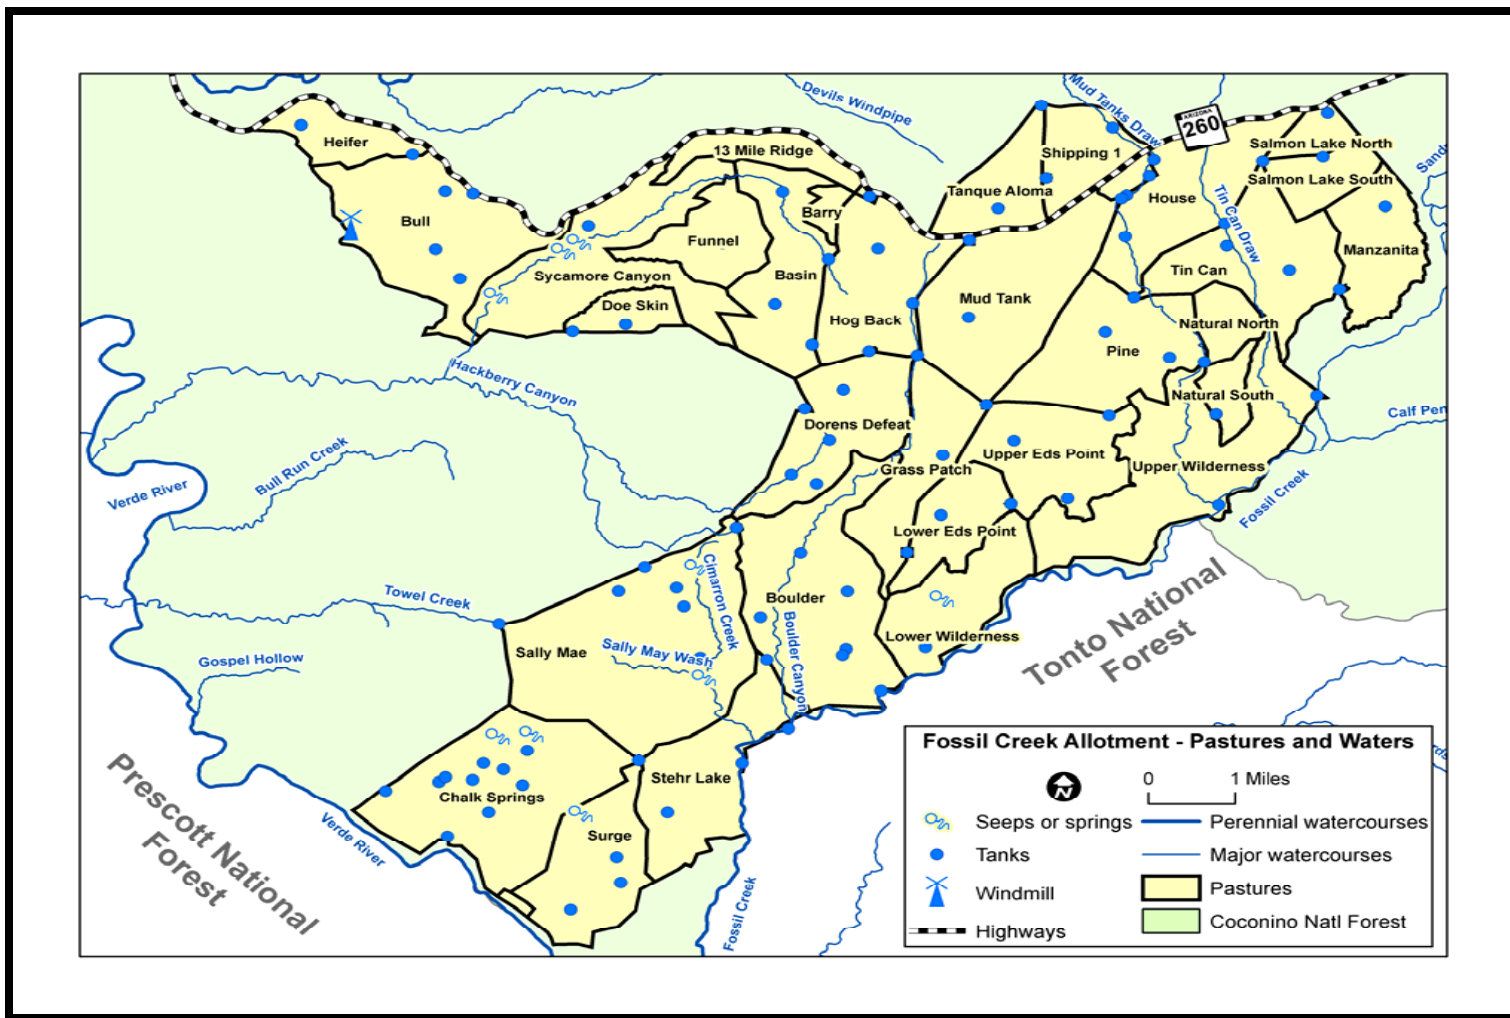 Devils Windpipe
Mud Tanks Draw
ARIZONA
260
Heifer
13 Mile Ridge
Shipping 1
Salmon Lake North
Salmon Lake South
Tanque Aloma
House
Tin Can Draw
Barry
Bull
Funnel
Manzanita
Sycamore Canyon
Basin
Tin Can
Doe Skin
Mud Tank
Hog Back
Natural North
Pine
Hackberry Canyon
Natural South
Calf Pen
Dorens Defeat
Bull Run Creek
Grass Patch
Upper Eds Point
Upper Wilderness
Verde River
Fossil Creek
Lower Eds Point
Cimarron Creek
Towel Creek
Boulder
Boulder Canyon
Lower Wilderness
Sally Mae
Sally May Wash
Gospel Hollow
Tonto National
Forest
Prescott National
Forest
Stehr Lake
Chalk Springs
Verde River
Surge
Fossil Creek
Fossil Creek Allotment - Pastures and Waters
N
0 1 Miles
Seeps or springs
Perennial watercourses
Tanks
Major watercourses
Windmill
Pastures
Highways
Coconino Natl Forest